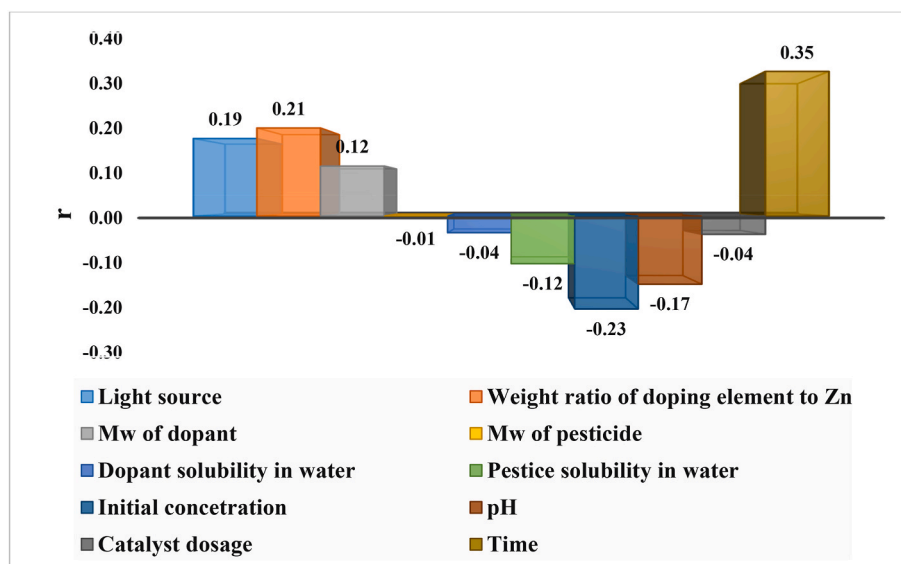 0.40
0.35
0.30
0.19
0.21
0.20
0.12
0.10
r
0.00
-0.01
-0.04
-0.04
-0.10
-0.12
-0.17
-0.20
-0.23
-0.30
Light source
Weight ratio of doping element to Zn
Mw of dopant
Mw of pesticide
Dopant solubility in water
Pestice solubility in water
Initial concetration
pH
Catalyst dosage
Time